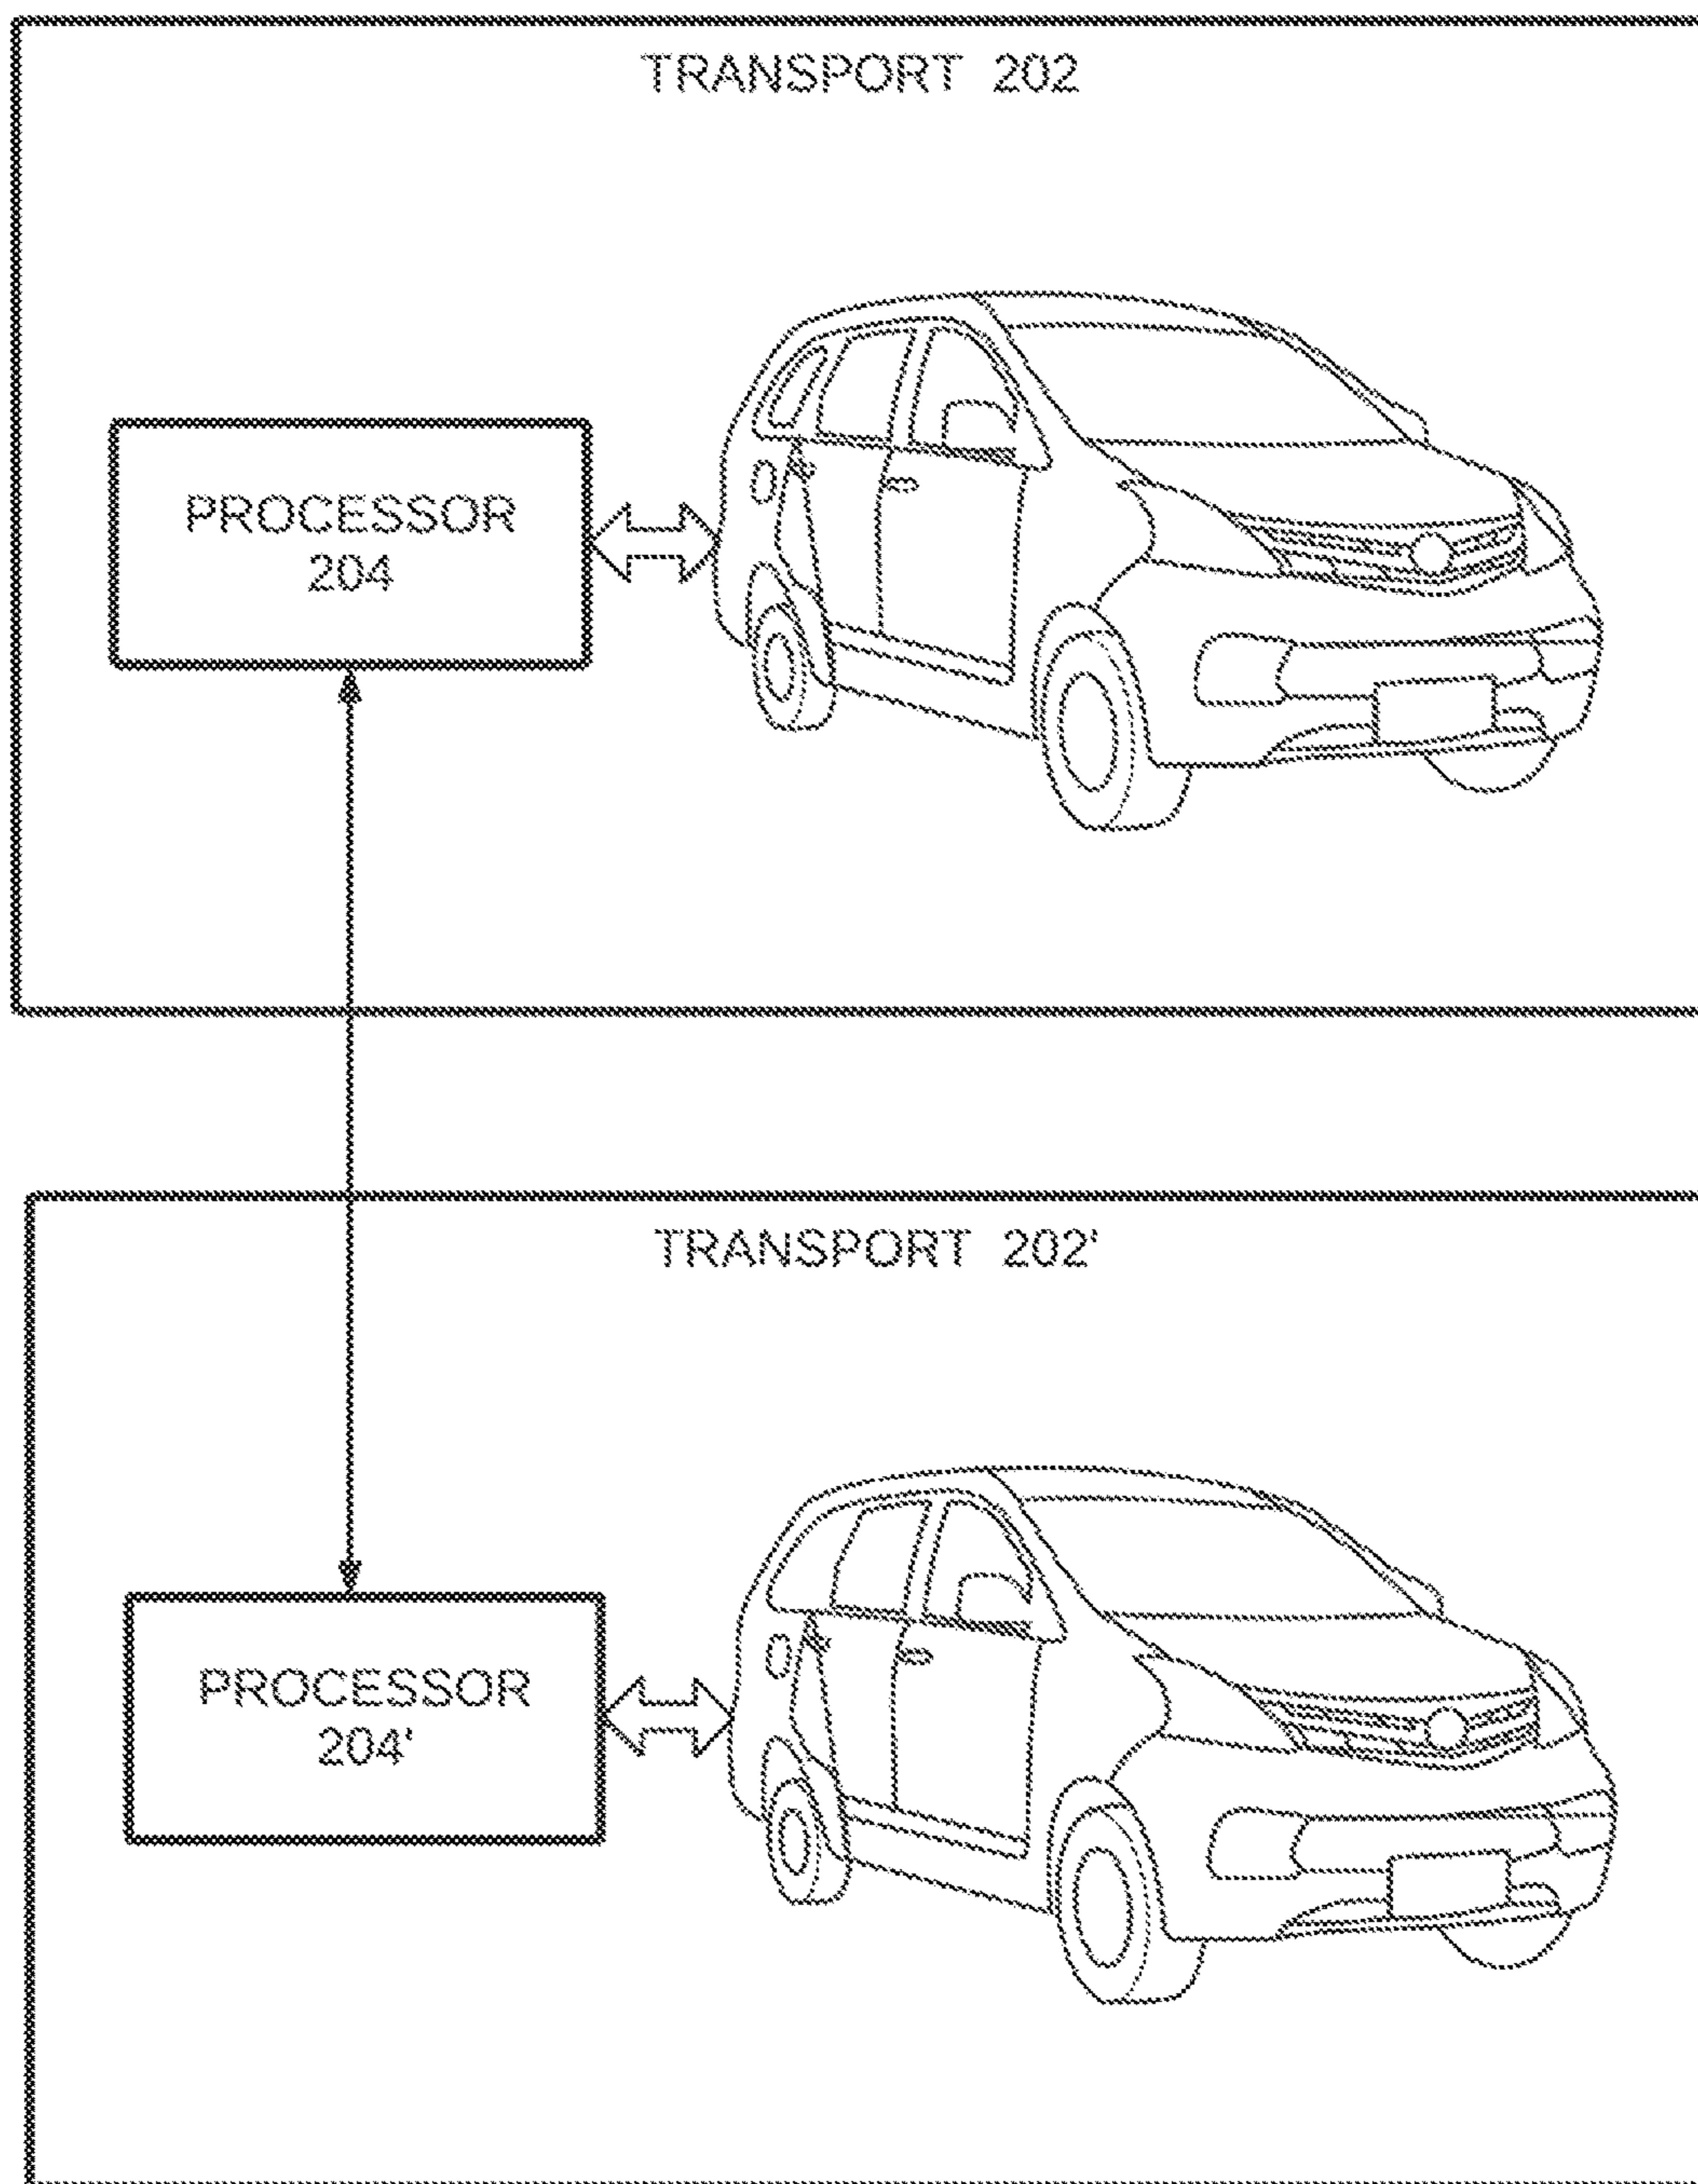 TRANSPORT 202
PROCESSOR
204
TRANSPORT 202'
PROCESSOR
204'